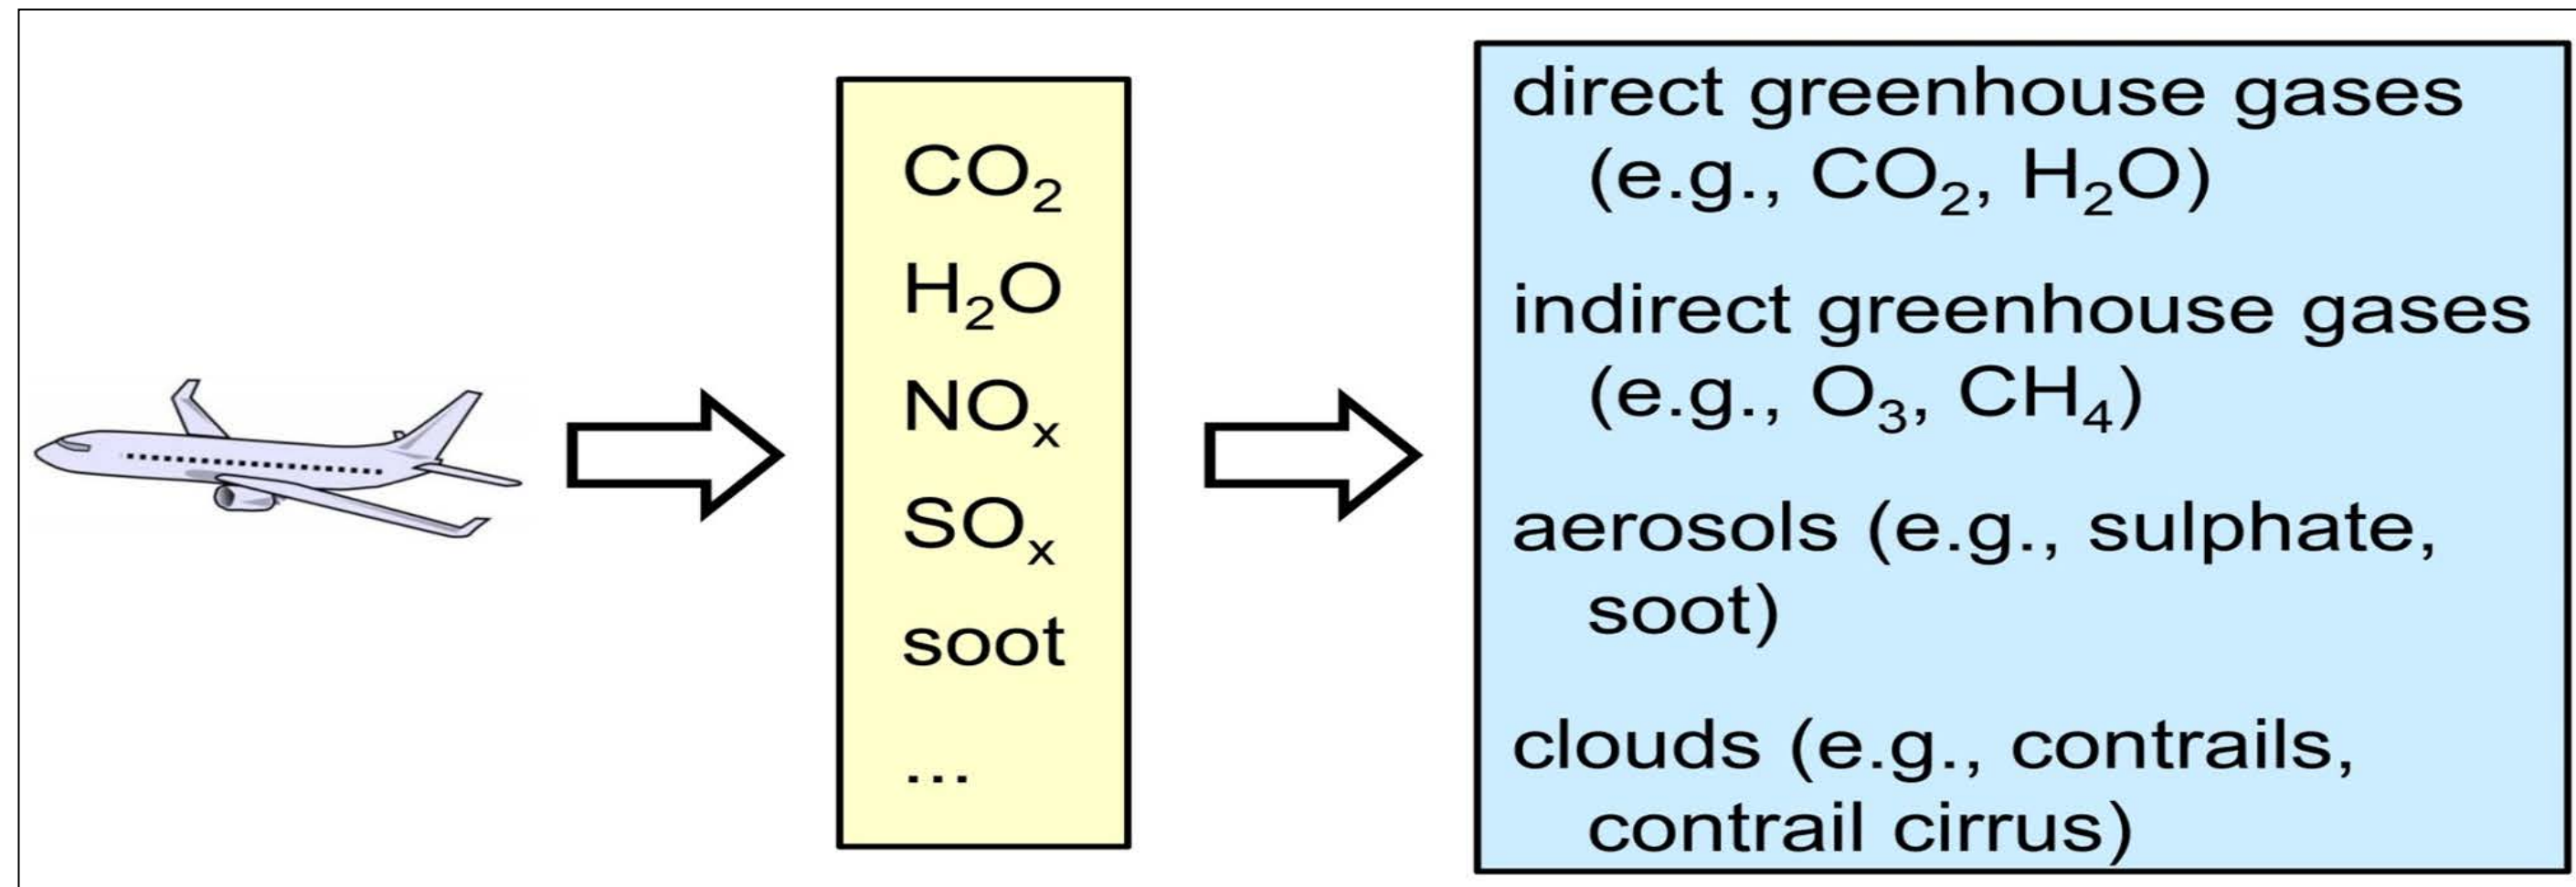 CO₂
H₂O
NOₓ
SOₓ
soot
...
direct greenhouse gases
(e.g., CO₂, H₂O)
indirect greenhouse gases
(e.g., O₃, CH₄)
aerosols (e.g., sulphate,
soot)
clouds (e.g., contrails,
contrail cirrus)